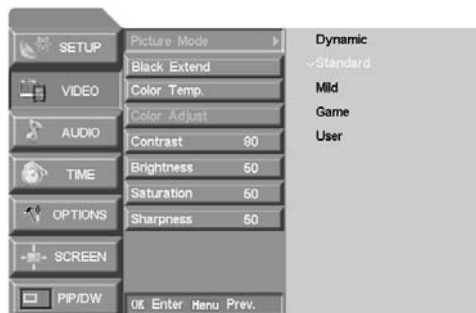 SETUP
VIDEO
AUDIO
TIME
OPTIONS
SCREEN
PIP/DW
Picture Mode
Black Extend
Color Temp.
Color Adjust
Contrast 80
Brightness 50
Saturation 50
Sharpness 50
OK Enter Menu Prev.
Dynamic
✓Standard
Mild
Game
User